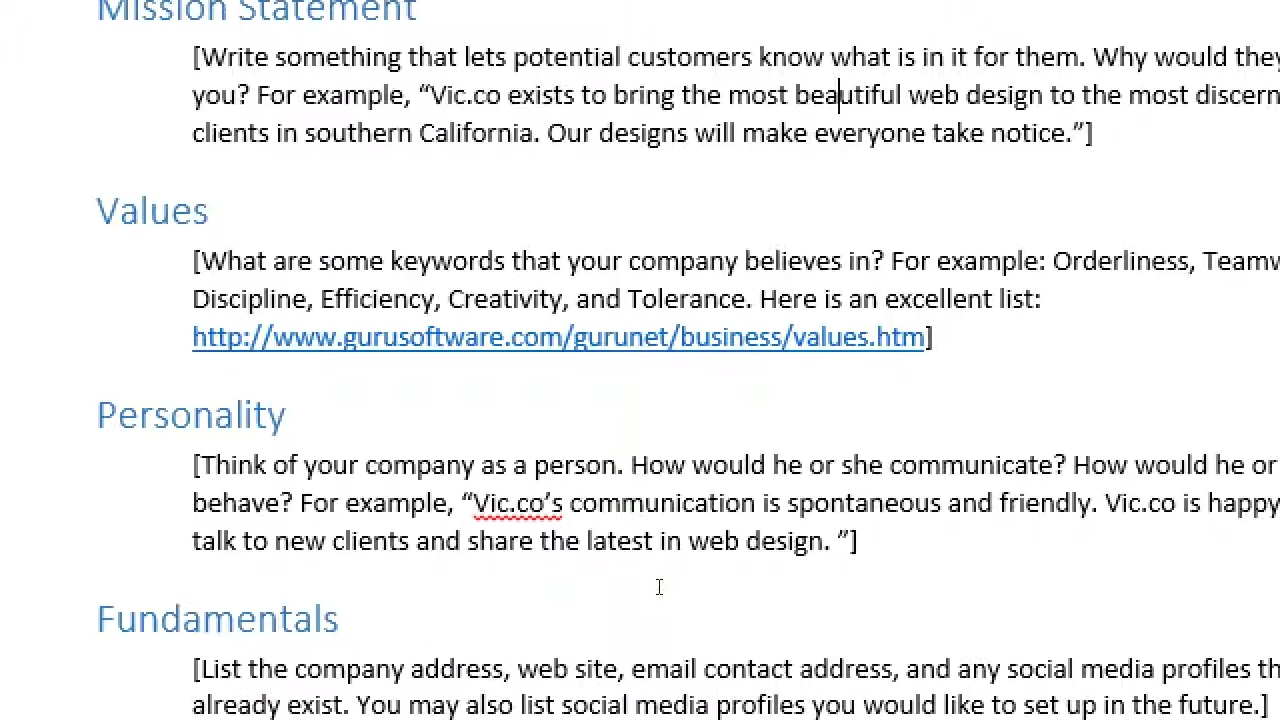 Mission Statement
[Write something that lets potential customers know what is in it for them. Why would they
you? For example, “Vic.co exists to bring the most beautiful web design to the most discern
clients in southern California. Our designs will make everyone take notice.”]
Values
[What are some keywords that your company believes in? For example: Orderliness, Teamw
Discipline, Efficiency, Creativity, and Tolerance. Here is an excellent list:
http://www.gurusoftware.com/gurunet/business/values.htm]
Personality
[Think of your company as a person. How would he or she communicate? How would he or
behave? For example, “Vic.co’s communication is spontaneous and friendly. Vic.co is happy
talk to new clients and share the latest in web design. ”]
Fundamentals
[List the company address, web site, email contact address, and any social media profiles th
already exist. You may also list social media profiles you would like to set up in the future.]